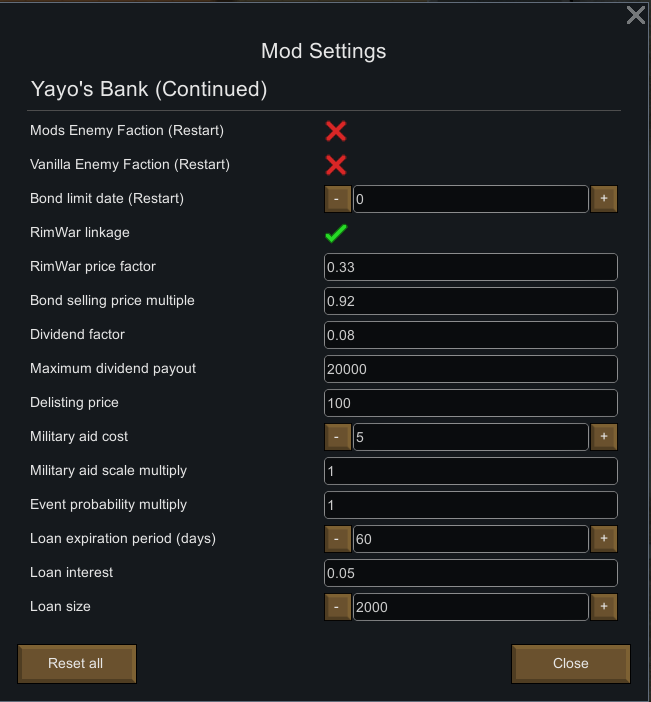 Mod Settings
Yayo's Bank (Continued)
Mods Enemy Faction (Restart)
Vanilla Enemy Faction (Restart)
Bond limit date (Restart) - 0 +
RimWar linkage
RimWar price factor 0.33
Bond selling price multiple 0.92
Dividend factor 0.08
Maximum dividend payout 20000
Delisting price 100
Military aid cost - 5 +
Military aid scale multiply 1
Event probability multiply 1
Loan expiration period (days) - 60 +
Loan interest 0.05
Loan size - 2000 +
Reset all Close